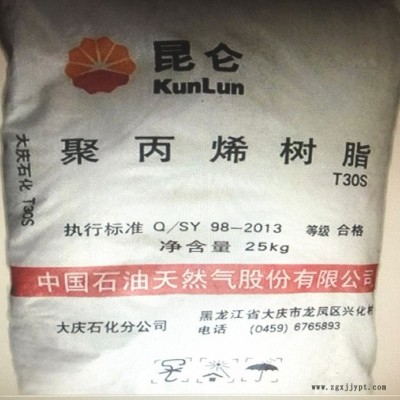 昆仑
KunLun
聚丙烯树脂
T30S
大庆石化 T30S
执行标准 Q/SY 98-2013 等级 合格
净含量 25kg
中国石油天然气股份有限公司
大庆石化分公司
黑龙江省大庆市龙凤区兴化村
电话 (0459) 6765893
www.zgxjjypt.com